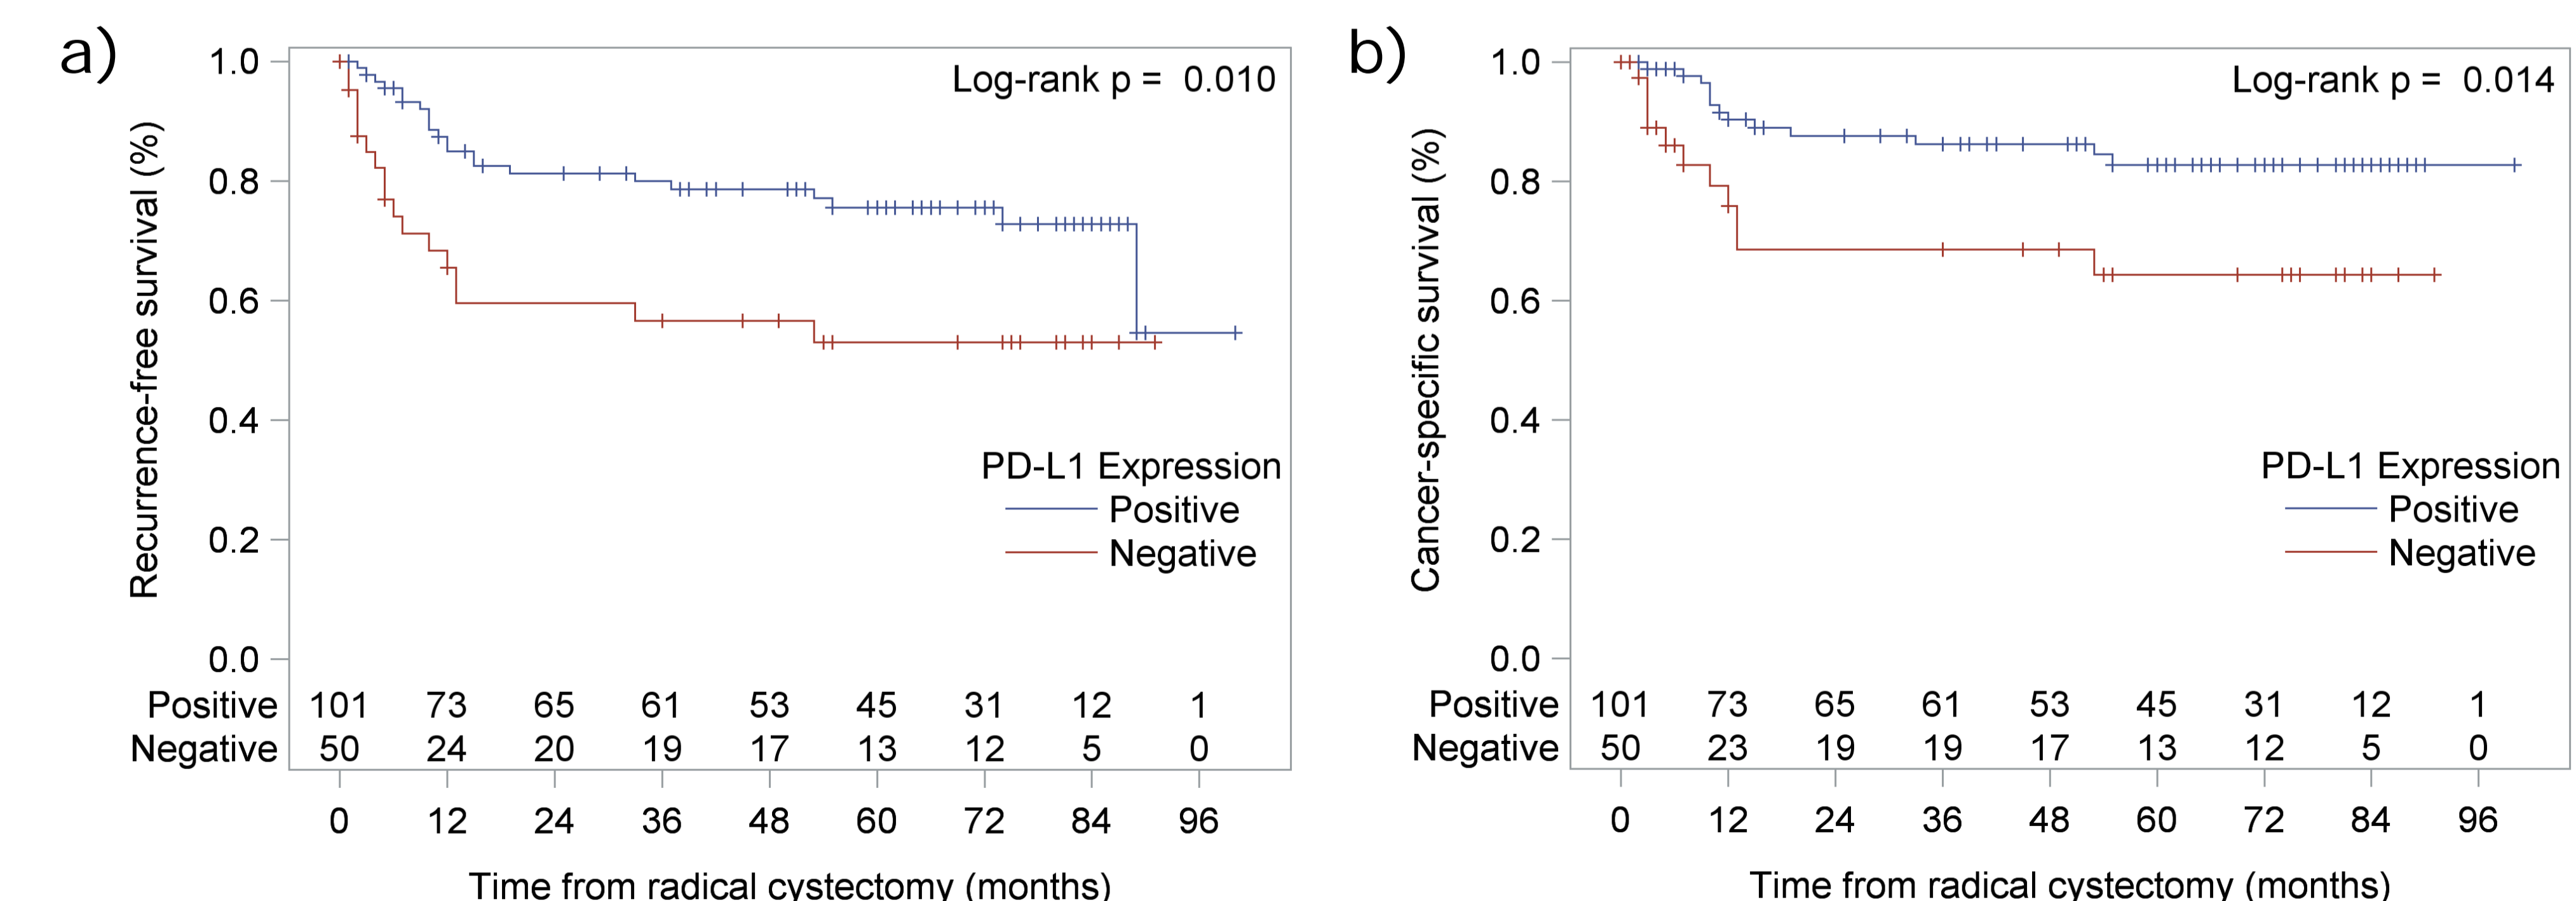 a)
Recurrence-free survival (%)
1.0
0.8
0.6
0.4
0.2
0.0
Log-rank p = 0.010
PD-L1 Expression
Positive
Negative
Positive 101 73 65 61 53 45 31 12 1
Negative 50 24 20 19 17 13 12 5 0
0 12 24 36 48 60 72 84 96
Time from radical cystectomy (months)
b)
Cancer-specific survival (%)
1.0
0.8
0.6
0.4
0.2
0.0
Log-rank p = 0.014
PD-L1 Expression
Positive
Negative
Positive 101 73 65 61 53 45 31 12 1
Negative 50 23 19 19 17 13 12 5 0
0 12 24 36 48 60 72 84 96
Time from radical cystectomy (months)